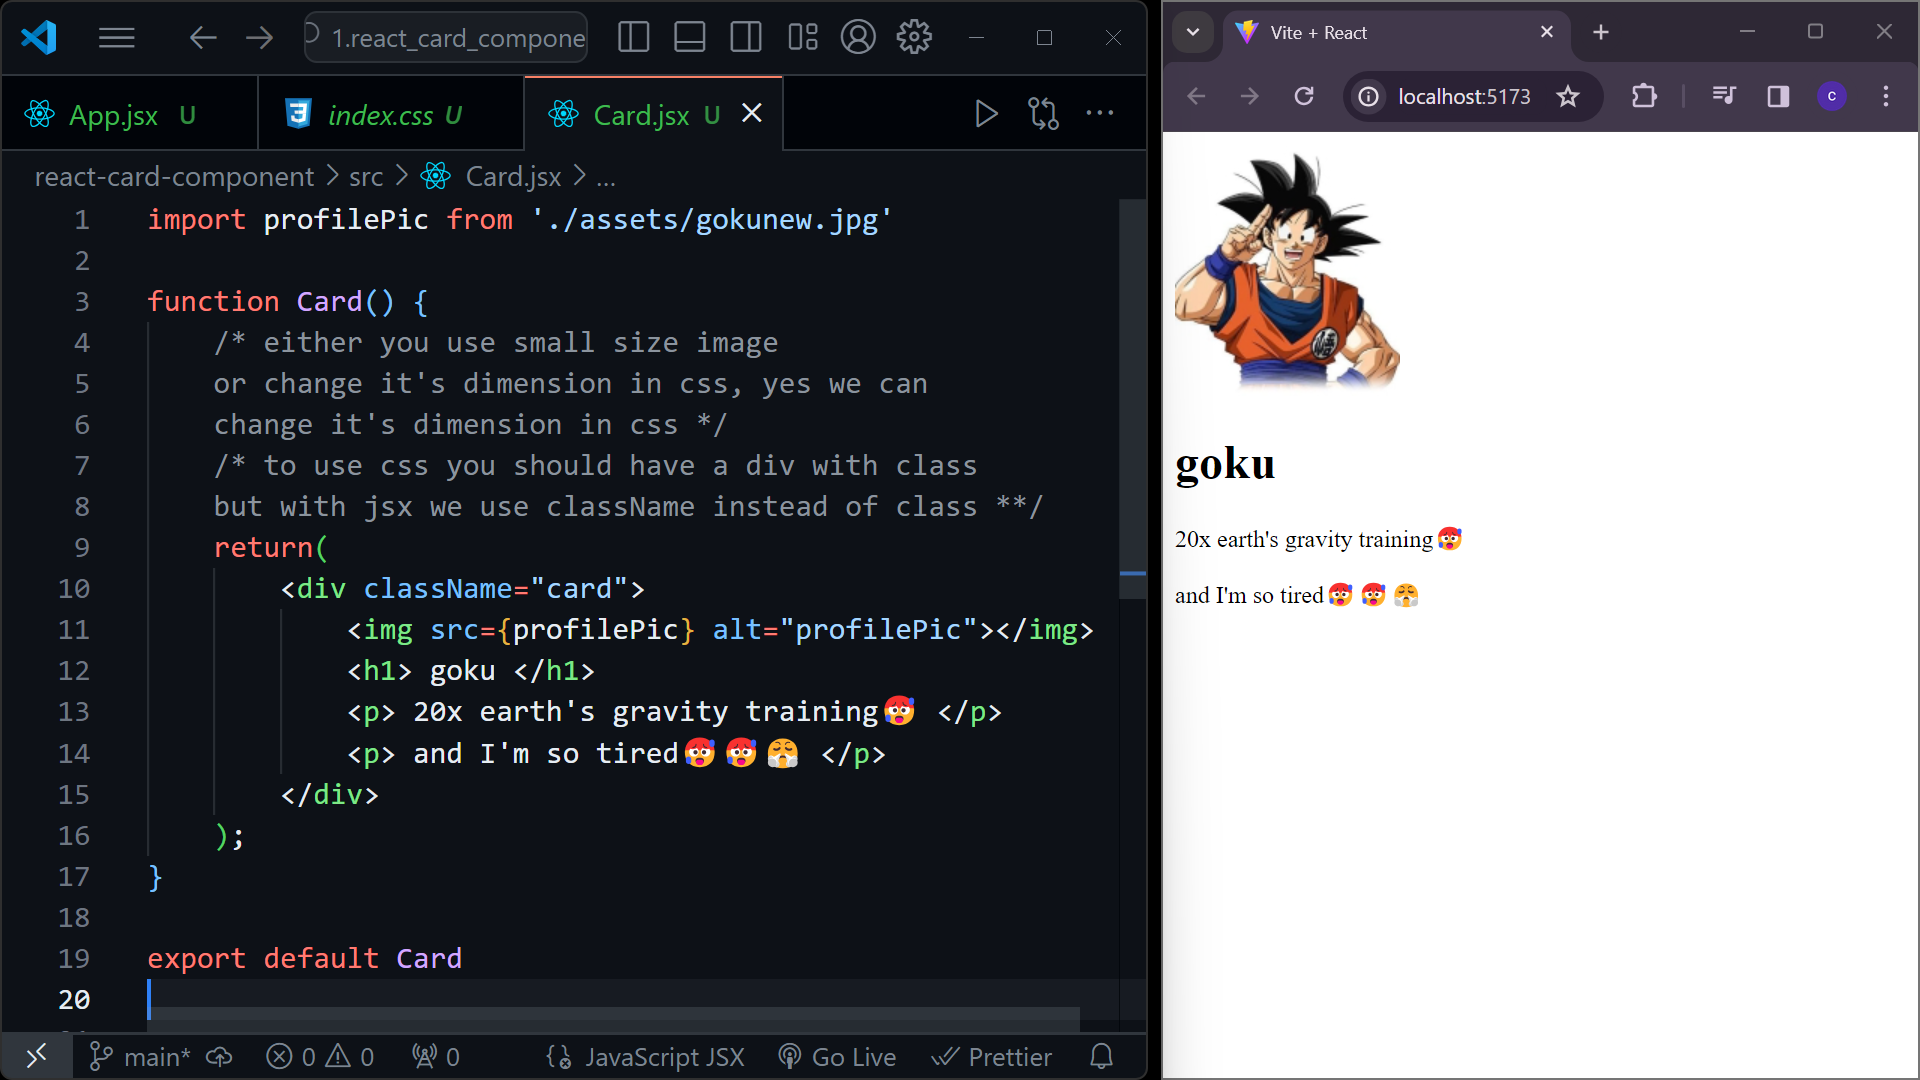 1.react_card_compone
App.jsx U
index.css U
Card.jsx U
react-card-component > src > Card.jsx > ...
1 import profilePic from './assets/gokunew.jpg'
2
3 function Card() {
4 /* either you use small size image
5 or change it's dimension in css, yes we can
6 change it's dimension in css */
7 /* to use css you should have a div with class
8 but with jsx we use className instead of class **/
9 return(
10 <div className="card">
11 <img src={profilePic} alt="profilePic"></img>
12 <h1> goku </h1>
13 <p> 20x earth's gravity training🥵 </p>
14 <p> and I'm so tired🥵🥵😤 </p>
15 </div>
16 );
17 }
18
19 export default Card
20
main* 0 0 0 JavaScript JSX Go Live Prettier
Vite + React
localhost:5173
c
悟
goku
20x earth's gravity training🥵
and I'm so tired🥵🥵😤